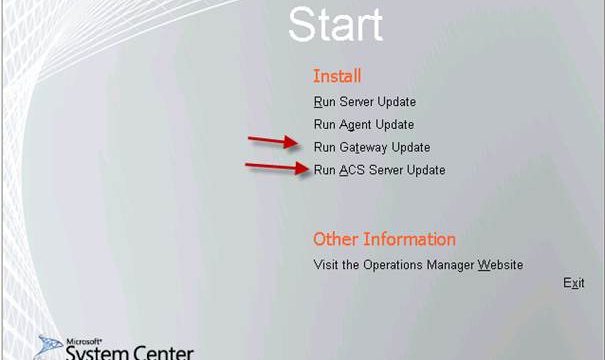 Start
Install
Run Server Update
Run Agent Update
Run Gateway Update
Run ACS Server Update
Other Information
Visit the Operations Manager Website
Exit
Microsoft®
System Center